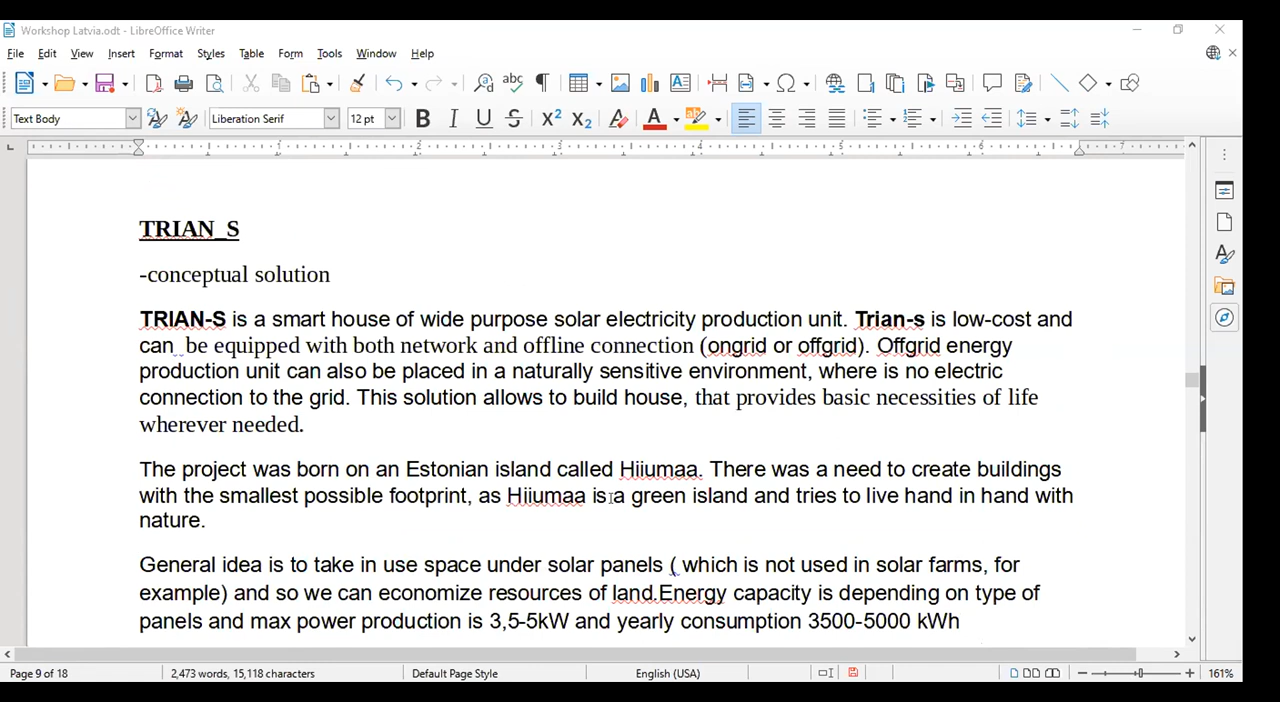 Workshop Latvia.odt - LibreOffice Writer
File Edit View Insert Format Styles Table Form Tools Window Help
Text Body Liberation Serif 12 pt
1 2 3 4 5 6 7
TRIAN_S
-conceptual solution
TRIAN-S is a smart house of wide purpose solar electricity production unit. Trian-s is low-cost and
can  be equipped with both network and offline connection (ongrid or offgrid). Offgrid energy
production unit can also be placed in a naturally sensitive environment, where is no electric
connection to the grid. This solution allows to build house, that provides basic necessities of life
wherever needed.
The project was born on an Estonian island called Hiiumaa. There was a need to create buildings
with the smallest possible footprint, as Hiiumaa is a green island and tries to live hand in hand with
nature.
General idea is to take in use space under solar panels ( which is not used in solar farms, for
example) and so we can economize resources of land.Energy capacity is depending on type of
panels and max power production is 3,5-5kW and yearly consumption 3500-5000 kWh
Page 9 of 18 2,473 words, 15,118 characters Default Page Style English (USA) 161%